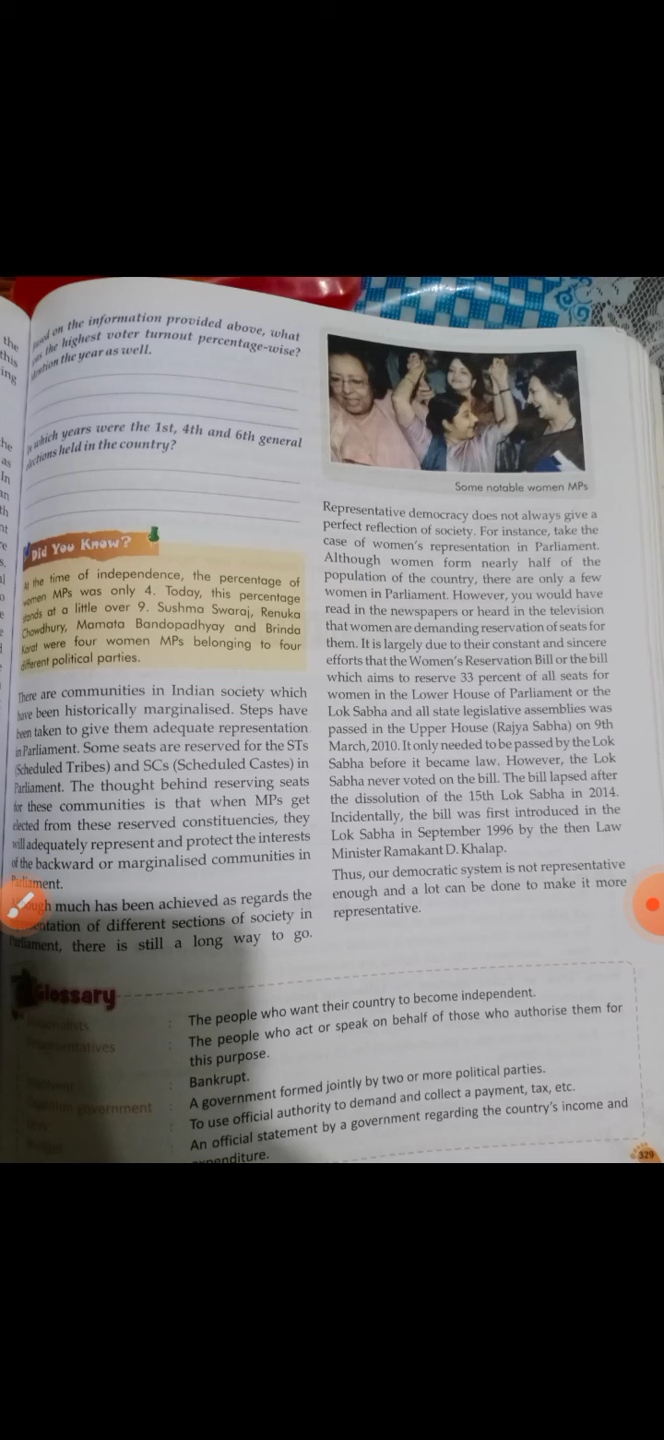 the
this
ing
he
as
In
an
th
on the information provided above, what
the highest voter turnout percentage-wise?
the year as well.
which years were the 1st, 4th and 6th general
held in the country?
Did You Know?
the time of independence, the percentage of
women MPs was only 4. Today, this percentage
stands at a little over 9. Sushma Swaraj, Renuka
Chowdhury, Mamata Bandopadhyay and Brinda
Karat were four women MPs belonging to four
different political parties.
There are communities in Indian society which
have been historically marginalised. Steps have
been taken to give them adequate representation
in Parliament. Some seats are reserved for the STs
(Scheduled Tribes) and SCs (Scheduled Castes) in
Parliament. The thought behind reserving seats
for these communities is that when MPs get
elected from these reserved constituencies, they
will adequately represent and protect the interests
of the backward or marginalised communities in
Parliament.
much has been achieved as regards the
of different sections of society in
Parliament, there is still a long way to go.
Some notable women MPs
Representative democracy does not always give a
perfect reflection of society. For instance, take the
case of women's representation in Parliament.
Although women form nearly half of the
population of the country, there are only a few
women in Parliament. However, you would have
read in the newspapers or heard in the television
that women are demanding reservation of seats for
them. It is largely due to their constant and sincere
efforts that the Women's Reservation Bill or the bill
which aims to reserve 33 percent of all seats for
women in the Lower House of Parliament or the
Lok Sabha and all state legislative assemblies was
passed in the Upper House (Rajya Sabha) on 9th
March, 2010. It only needed to be passed by the Lok
Sabha before it became law. However, the Lok
Sabha never voted on the bill. The bill lapsed after
the dissolution of the 15th Lok Sabha in 2014.
Incidentally, the bill was first introduced in the
Lok Sabha in September 1996 by the then Law
Minister Ramakant D. Khalap.
Thus, our democratic system is not representative
enough and a lot can be done to make it more
representative.
Glossary
: The people who want their country to become independent.
: The people who act or speak on behalf of those who authorise them for
this purpose.
: Bankrupt.
government : A government formed jointly by two or more political parties.
: To use official authority to demand and collect a payment, tax, etc.
: An official statement by a government regarding the country's income and
expenditure.
329